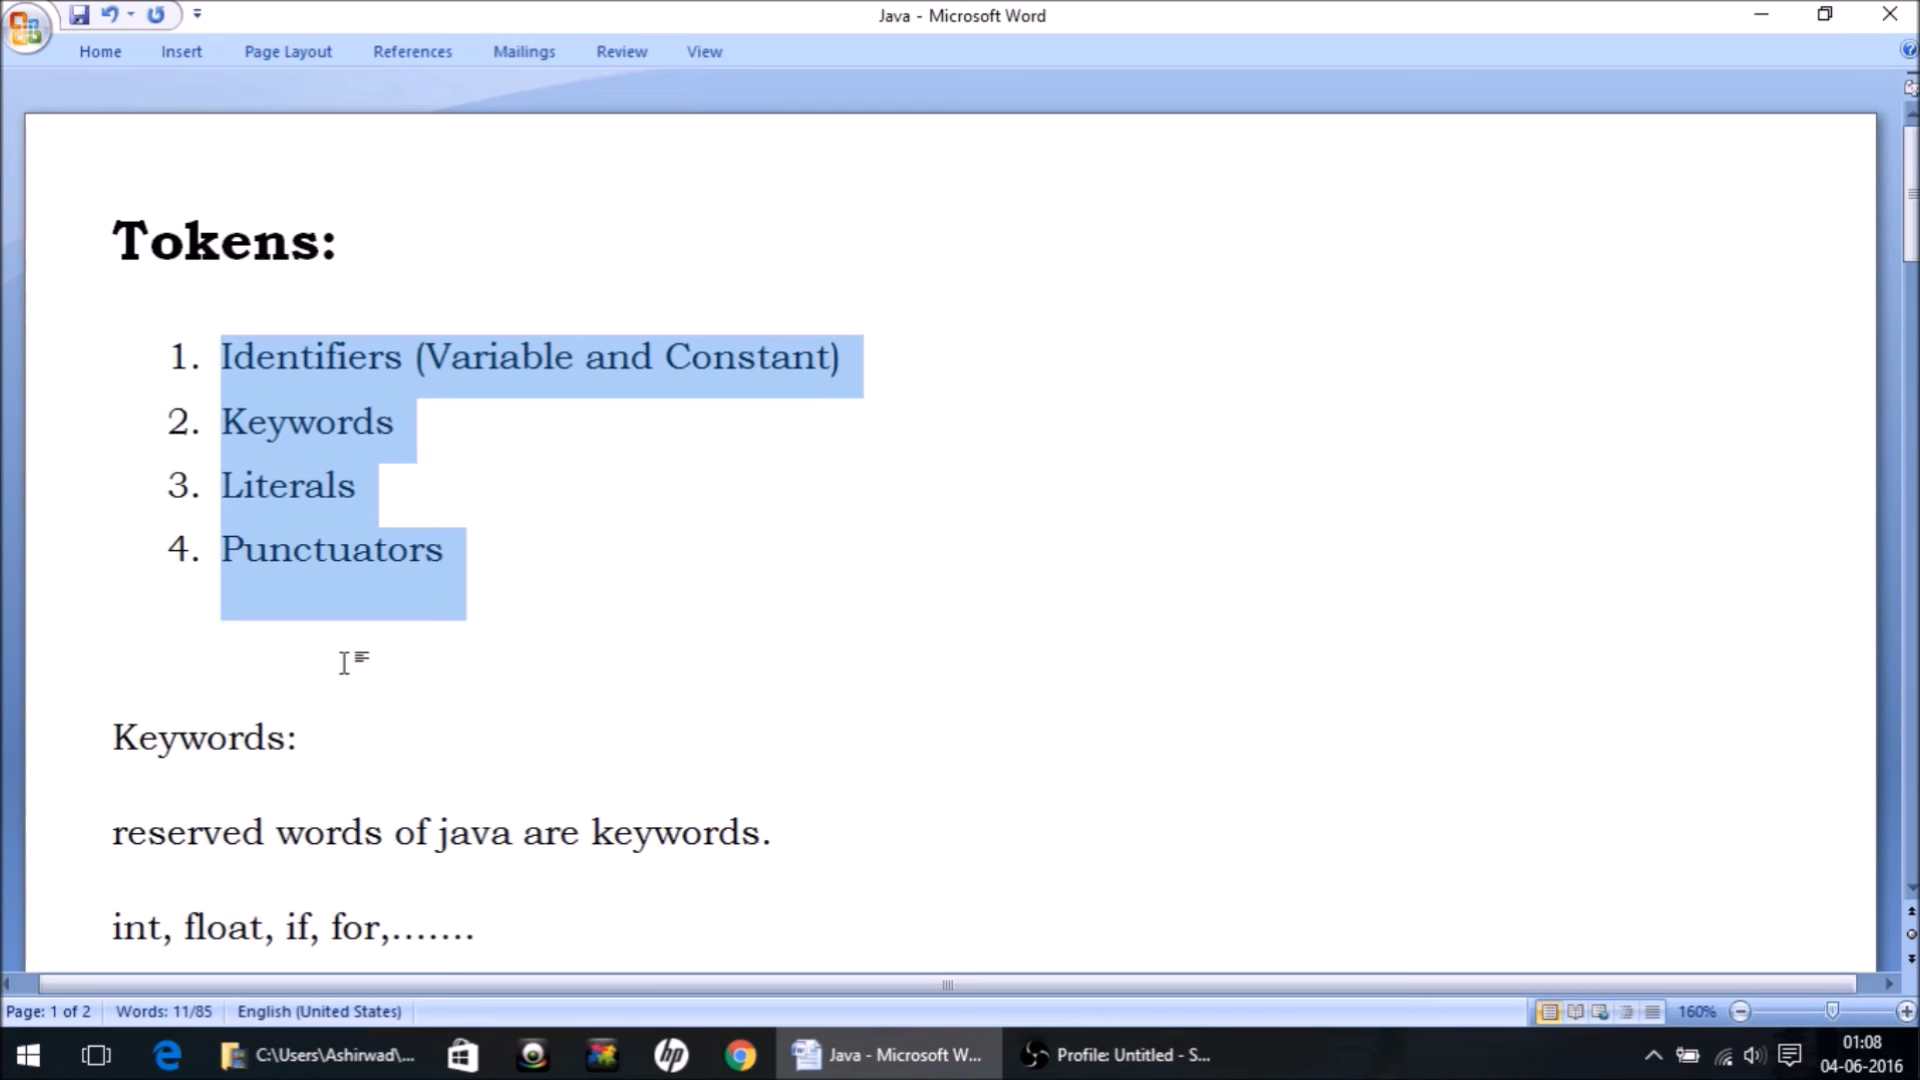 Java - Microsoft Word
Home Insert Page Layout References Mailings Review View
Tokens:
1. Identifiers (Variable and Constant)
2. Keywords
3. Literals
4. Punctuators
Keywords:
reserved words of java are keywords.
int, float, if, for,.......
Page: 1 of 2 Words: 11/85 English (United States) 160%
C:\Users\Ashirwad\... hp Java - Microsoft W... Profile: Untitled - S... 01:08
04-06-2016